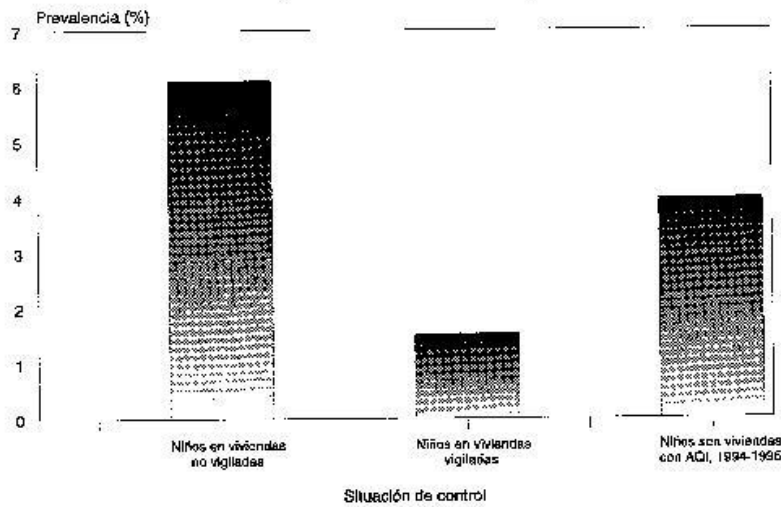 Prevalencia (%)
7
6
5
4
3
2
1
0
Niños en viviendas
no vigiladas
Niños en viviendas
vigiladas
Niños son viviendas
con AQI, 1994-1996
Situación de control